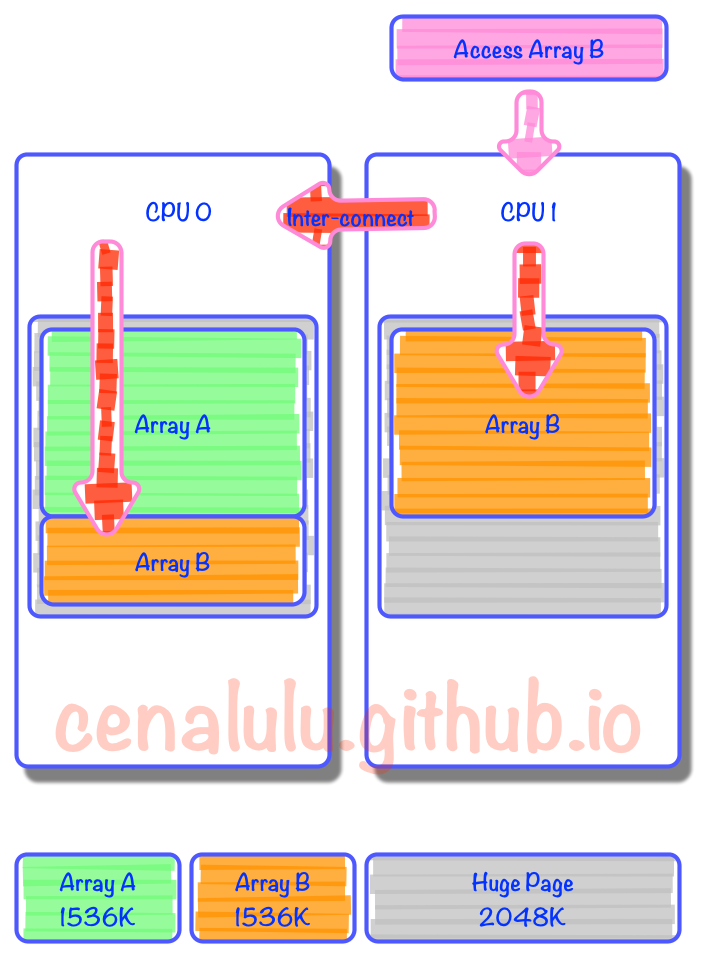 Access Array B
CPU 0
Inter-connect
CPU 1
Array A
Array B
Array B
cenalulu.github.io
Array A
1536K
Array B
1536K
Huge Page
2048K